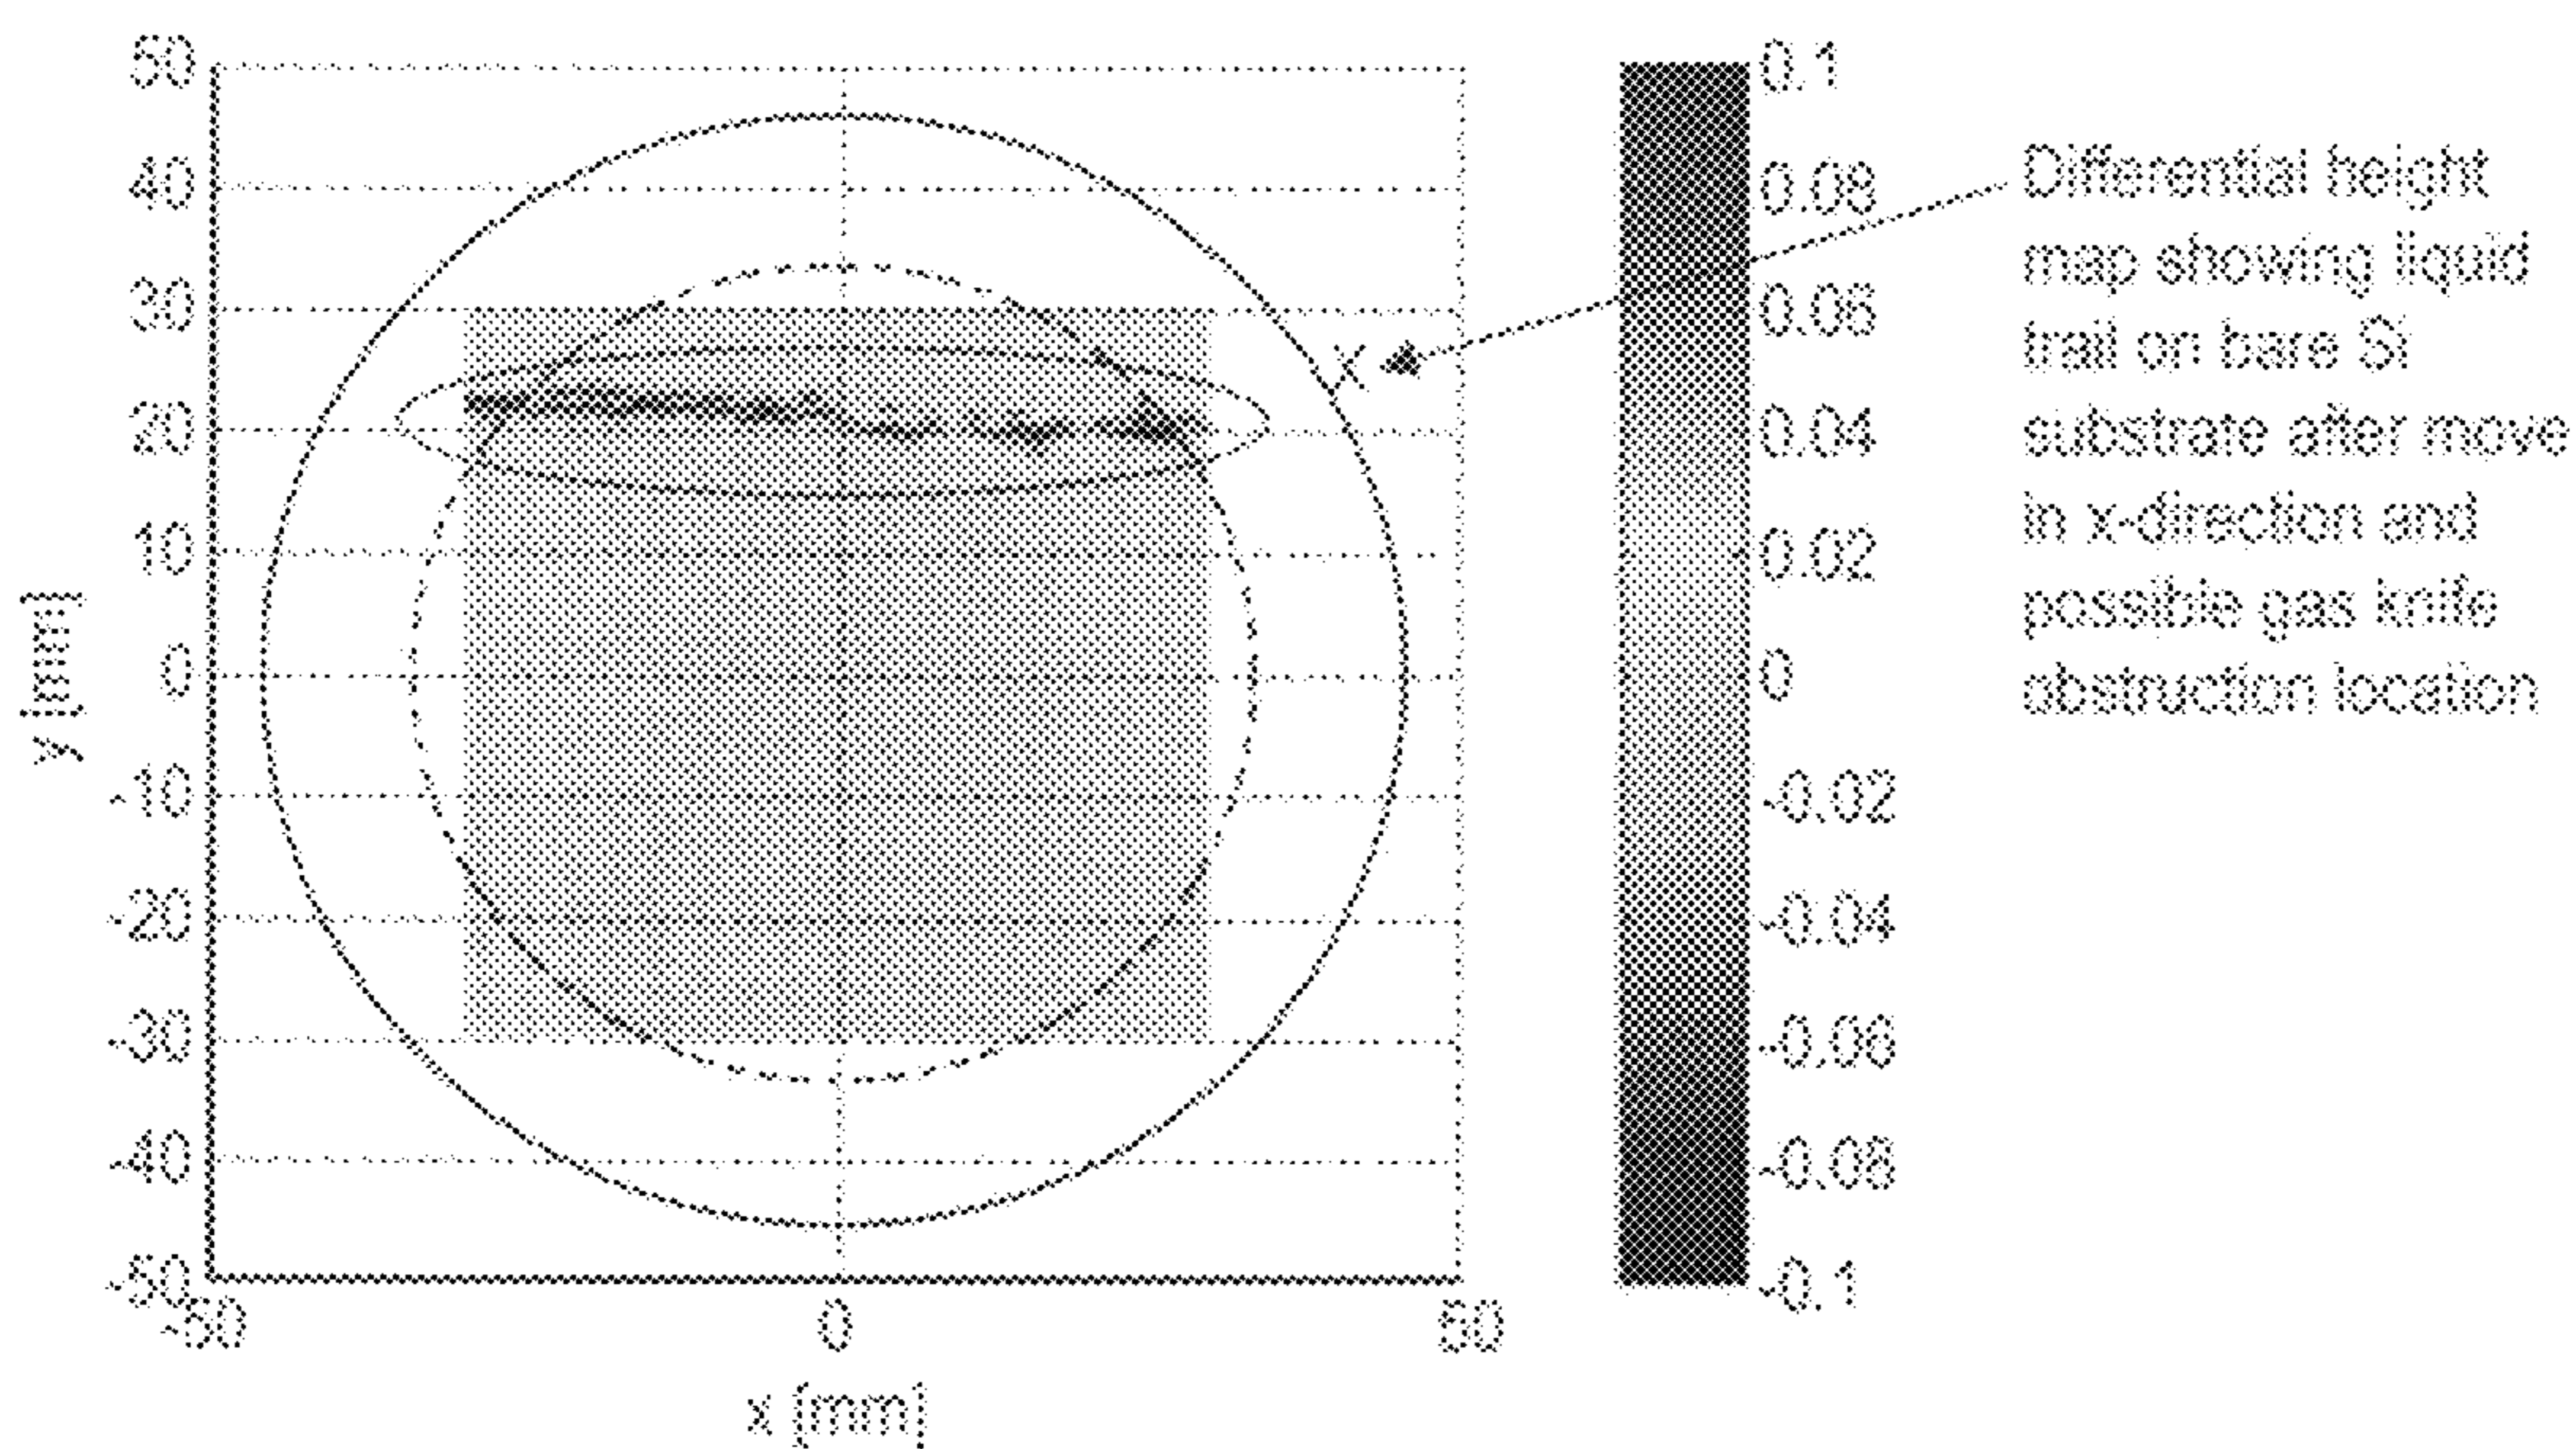 50
40
30
20
10
0
-10
-20
-30
-40
-50
y [mm]
-50
0
50
x [mm]
X
0.1
0.08
0.06
0.04
0.02
0
-0.02
-0.04
-0.06
-0.08
-0.1
Differential height
map showing liquid
trail on bare Si
substrate after move
in x-direction and
possible gas knife
obstruction location